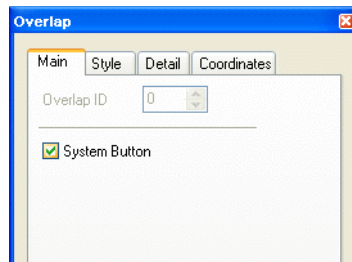 Overlap
Main Style Detail Coordinates
Overlap ID 0
System Button